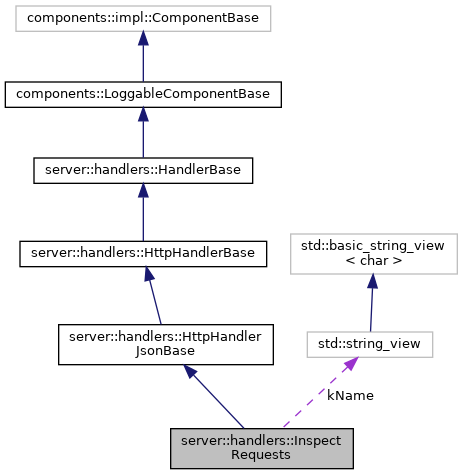 components::impl::ComponentBase
components::LoggableComponentBase
server::handlers::HandlerBase
server::handlers::HttpHandlerBase
std::basic_string_view
< char >
server::handlers::HttpHandler
JsonBase
std::string_view
kName
server::handlers::Inspect
Requests